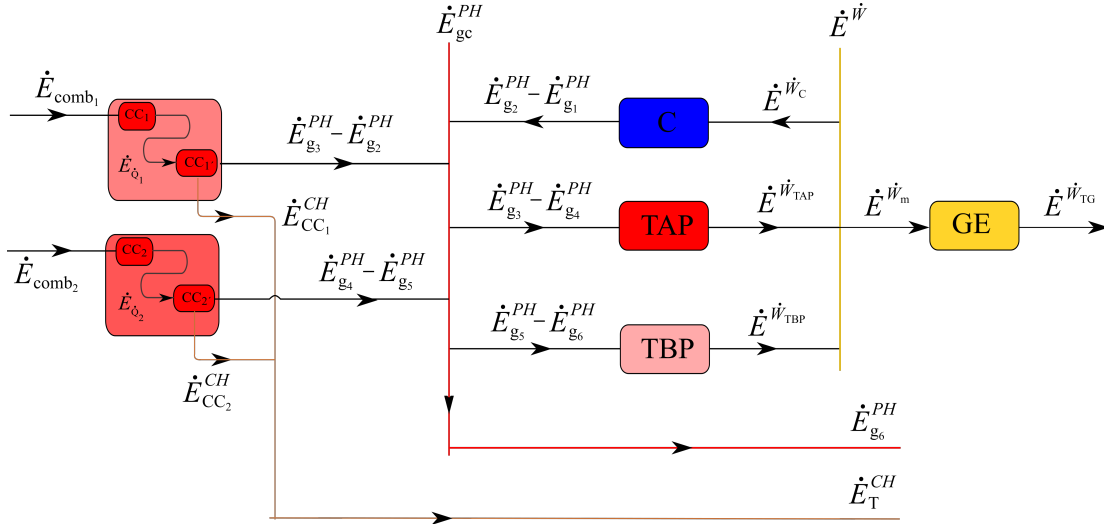 Ė_gc^PH
Ė^Ẇ
Ė_comb₁
CC₁
Ė_Q̇₁
CC₁'
Ė_g₃^PH − Ė_g₂^PH
Ė_CC₁^CH
Ė_comb₂
CC₂
Ė_Q̇₂
CC₂
Ė_g₄^PH − Ė_g₅^PH
Ė_CC₂^CH
Ė_g₂^PH − Ė_g₁^PH
C
Ė^Ẇ_C
Ė_g₃^PH − Ė_g₄^PH
TAP
Ė^Ẇ_TAP
Ė^Ẇ_m
GE
Ė^Ẇ_TG
Ė_g₅^PH − Ė_g₆^PH
TBP
Ė^Ẇ_TBP
Ė_g₆^PH
Ė_T^CH